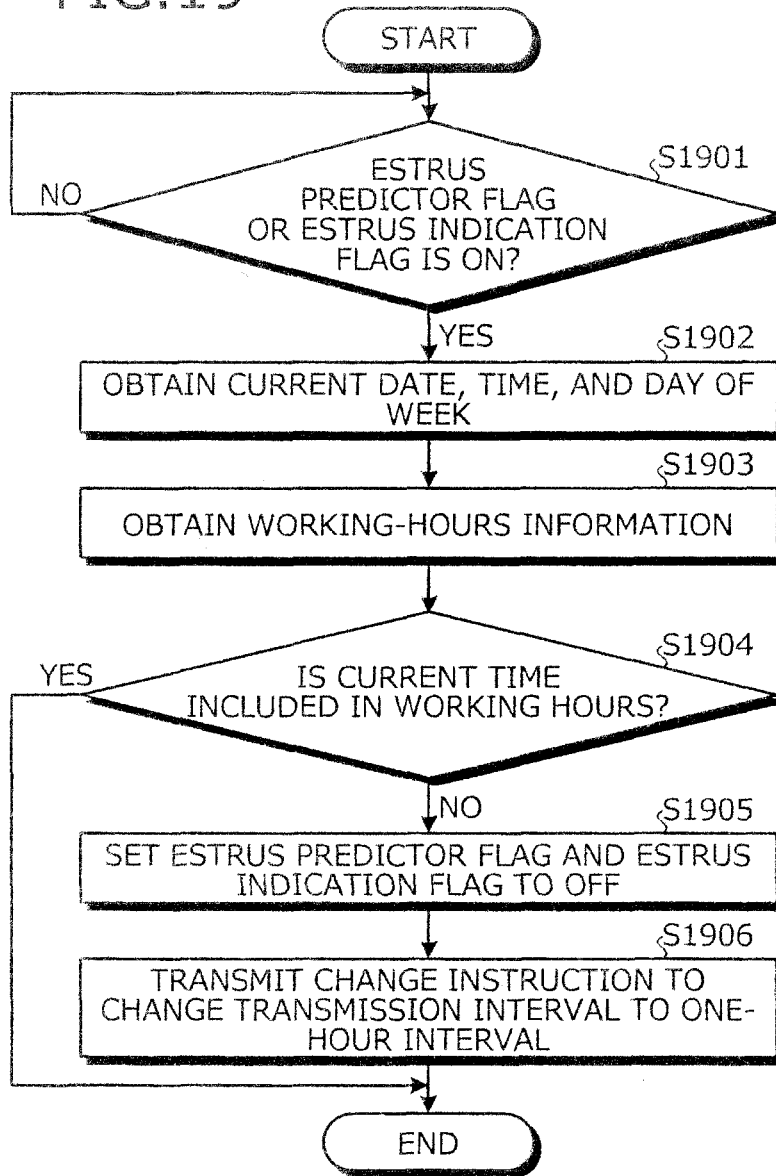 FIG.19
START
S1901
ESTRUS
PREDICTOR FLAG
OR ESTRUS INDICATION
FLAG IS ON?
NO
YES
S1902
OBTAIN CURRENT DATE, TIME, AND DAY OF
WEEK
S1903
OBTAIN WORKING-HOURS INFORMATION
S1904
YES
IS CURRENT TIME
INCLUDED IN WORKING HOURS?
NO
S1905
SET ESTRUS PREDICTOR FLAG AND ESTRUS
INDICATION FLAG TO OFF
S1906
TRANSMIT CHANGE INSTRUCTION TO
CHANGE TRANSMISSION INTERVAL TO ONE-
HOUR INTERVAL
END